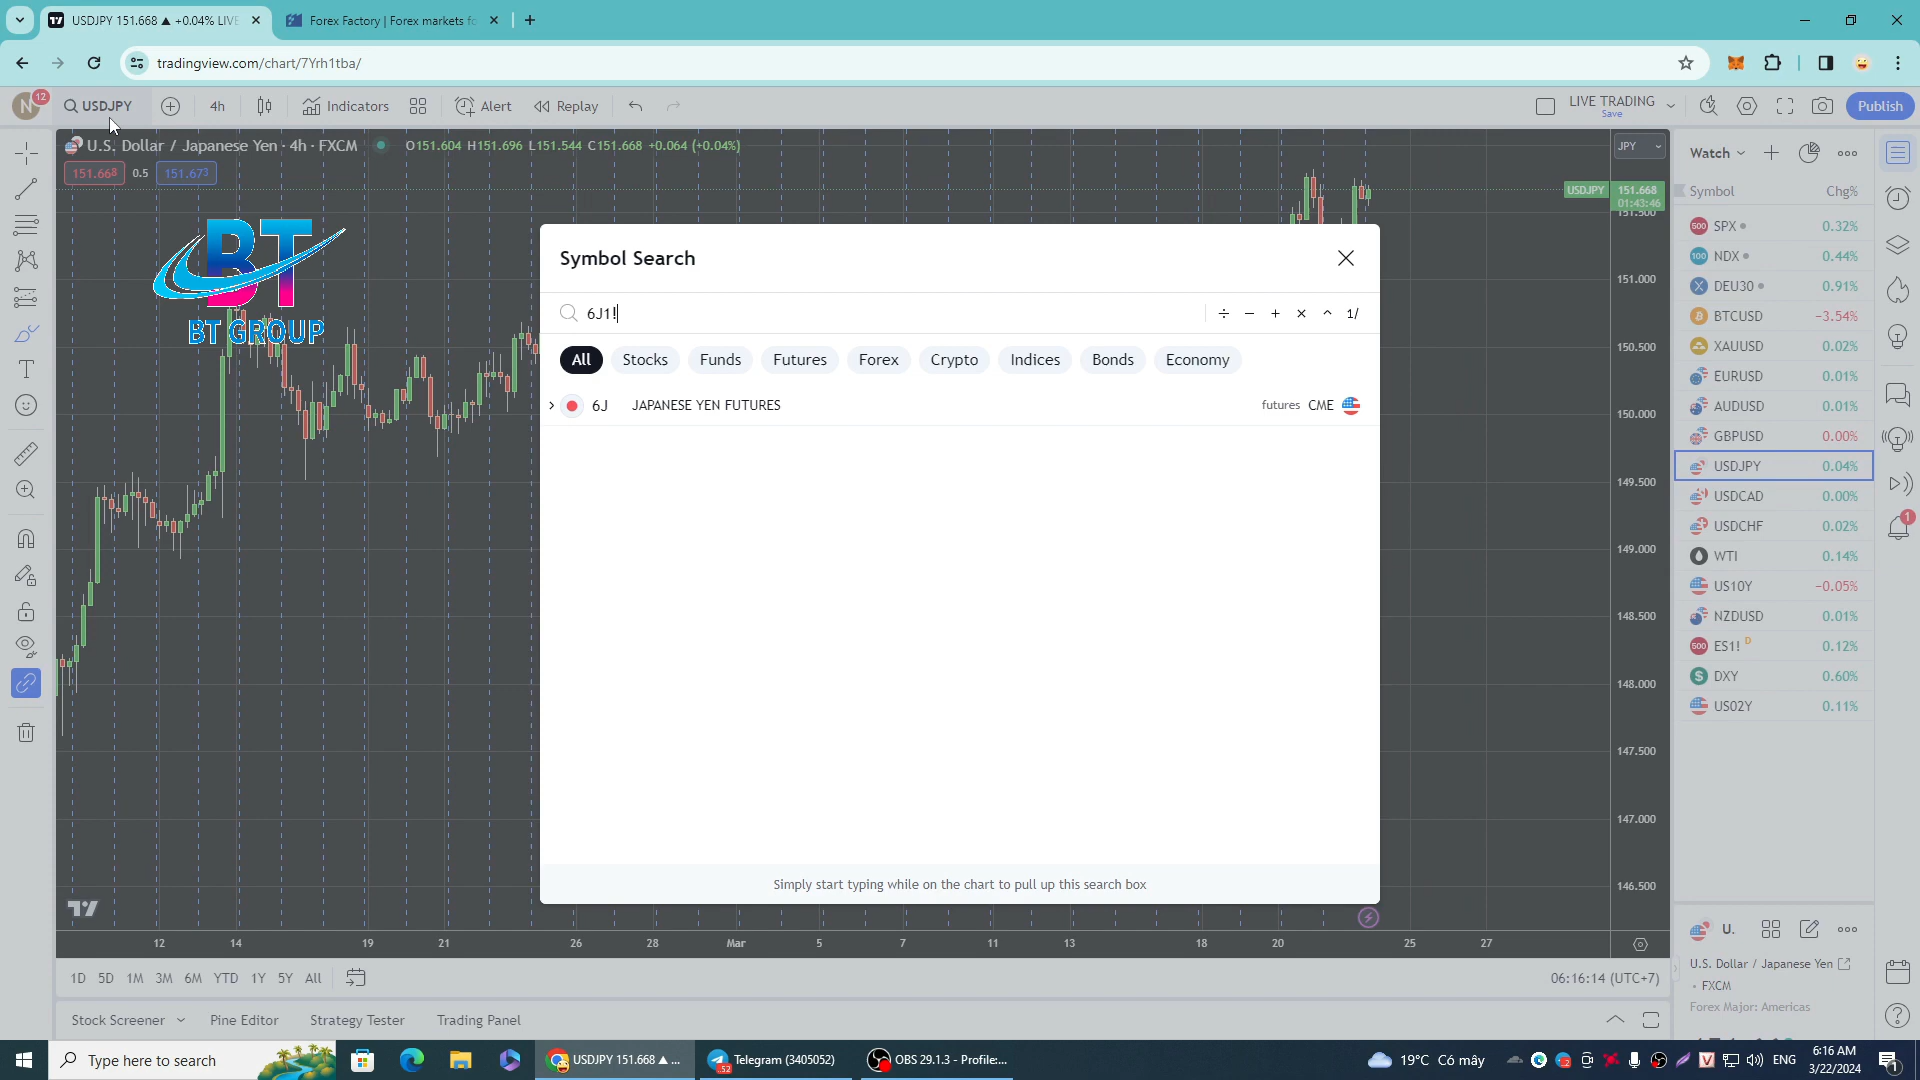 USDJPY 151.668 ▲ +0.04% LIVE
Forex Factory | Forex markets fo
tradingview.com/chart/7Yrh1tba/
N 12
USDJPY
4h
Indicators
Alert
Replay
LIVE TRADING
Save
Publish
U.S. Dollar / Japanese Yen · 4h · FXCM
O151.604 H151.696 L151.544 C151.668 +0.064 (+0.04%)
151.668
0.5
151.673
BT
BT GROUP
JPY
USDJPY
151.668
01:43:46
151.500
151.000
150.500
150.000
149.500
149.000
148.500
148.000
147.500
147.000
146.500
Symbol Search
6J1!
÷ − + × ^ 1/
All
Stocks
Funds
Futures
Forex
Crypto
Indices
Bonds
Economy
6J
JAPANESE YEN FUTURES
futures CME
Simply start typing while on the chart to pull up this search box
12
14
19
21
26
28
Mar
5
7
11
13
18
20
25
27
1D 5D 1M 3M 6M YTD 1Y 5Y All
06:16:14 (UTC+7)
Stock Screener
Pine Editor
Strategy Tester
Trading Panel
Watch
Symbol Chg%
SPX 0.32%
NDX 0.44%
DEU30 0.91%
BTCUSD −3.54%
XAUUSD 0.02%
EURUSD 0.01%
AUDUSD 0.01%
GBPUSD 0.00%
USDJPY 0.04%
USDCAD 0.00%
USDCHF 0.02%
WTI 0.14%
US10Y −0.05%
NZDUSD 0.01%
ES1! D 0.12%
DXY 0.60%
US02Y 0.11%
1
U.
U.S. Dollar / Japanese Yen
• FXCM
Forex Major: Americas
Type here to search
USDJPY 151.668 ▲ ...
Telegram (3405052)
OBS 29.1.3 - Profile:...
19°C Có mây
ENG
6:16 AM
3/22/2024
1